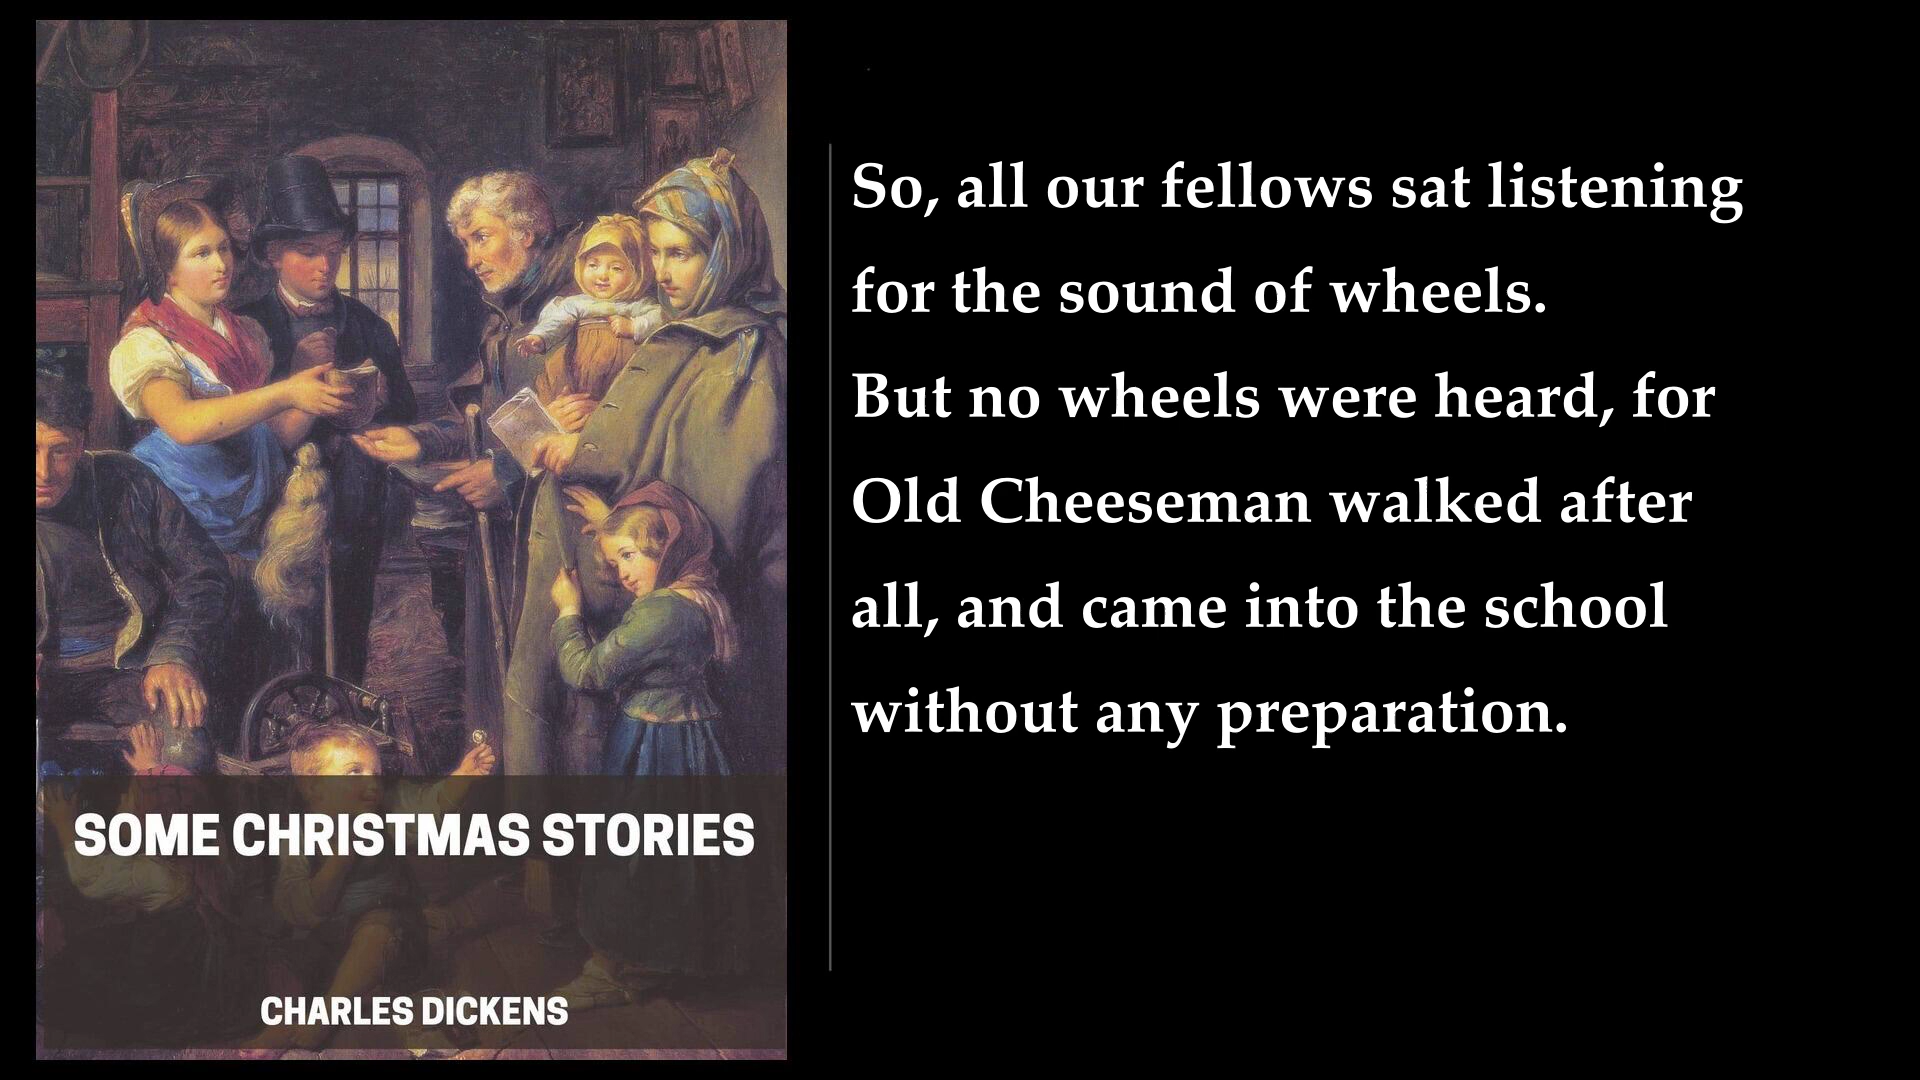 SOME CHRISTMAS STORIES
CHARLES DICKENS
So, all our fellows sat listening
for the sound of wheels.
But no wheels were heard, for
Old Cheeseman walked after
all, and came into the school
without any preparation.